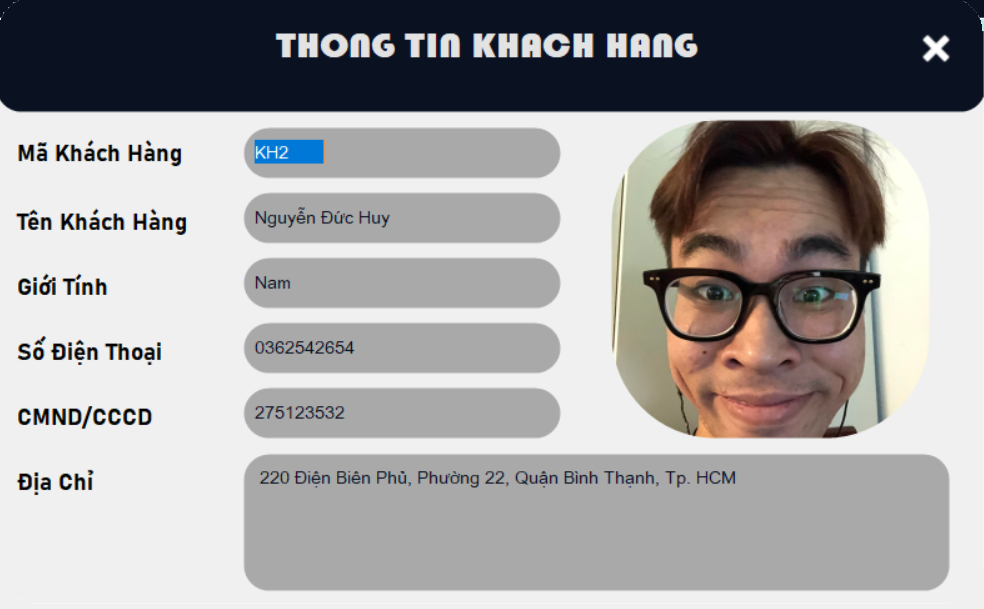 THONG TIN KHACH HANG
Mã Khách Hàng KH2
Tên Khách Hàng Nguyễn Đức Huy
Giới Tính Nam
Số Điện Thoại 0362542654
CMND/CCCD 275123532
Địa Chỉ 220 Điện Biên Phủ, Phường 22, Quận Bình Thạnh, Tp. HCM